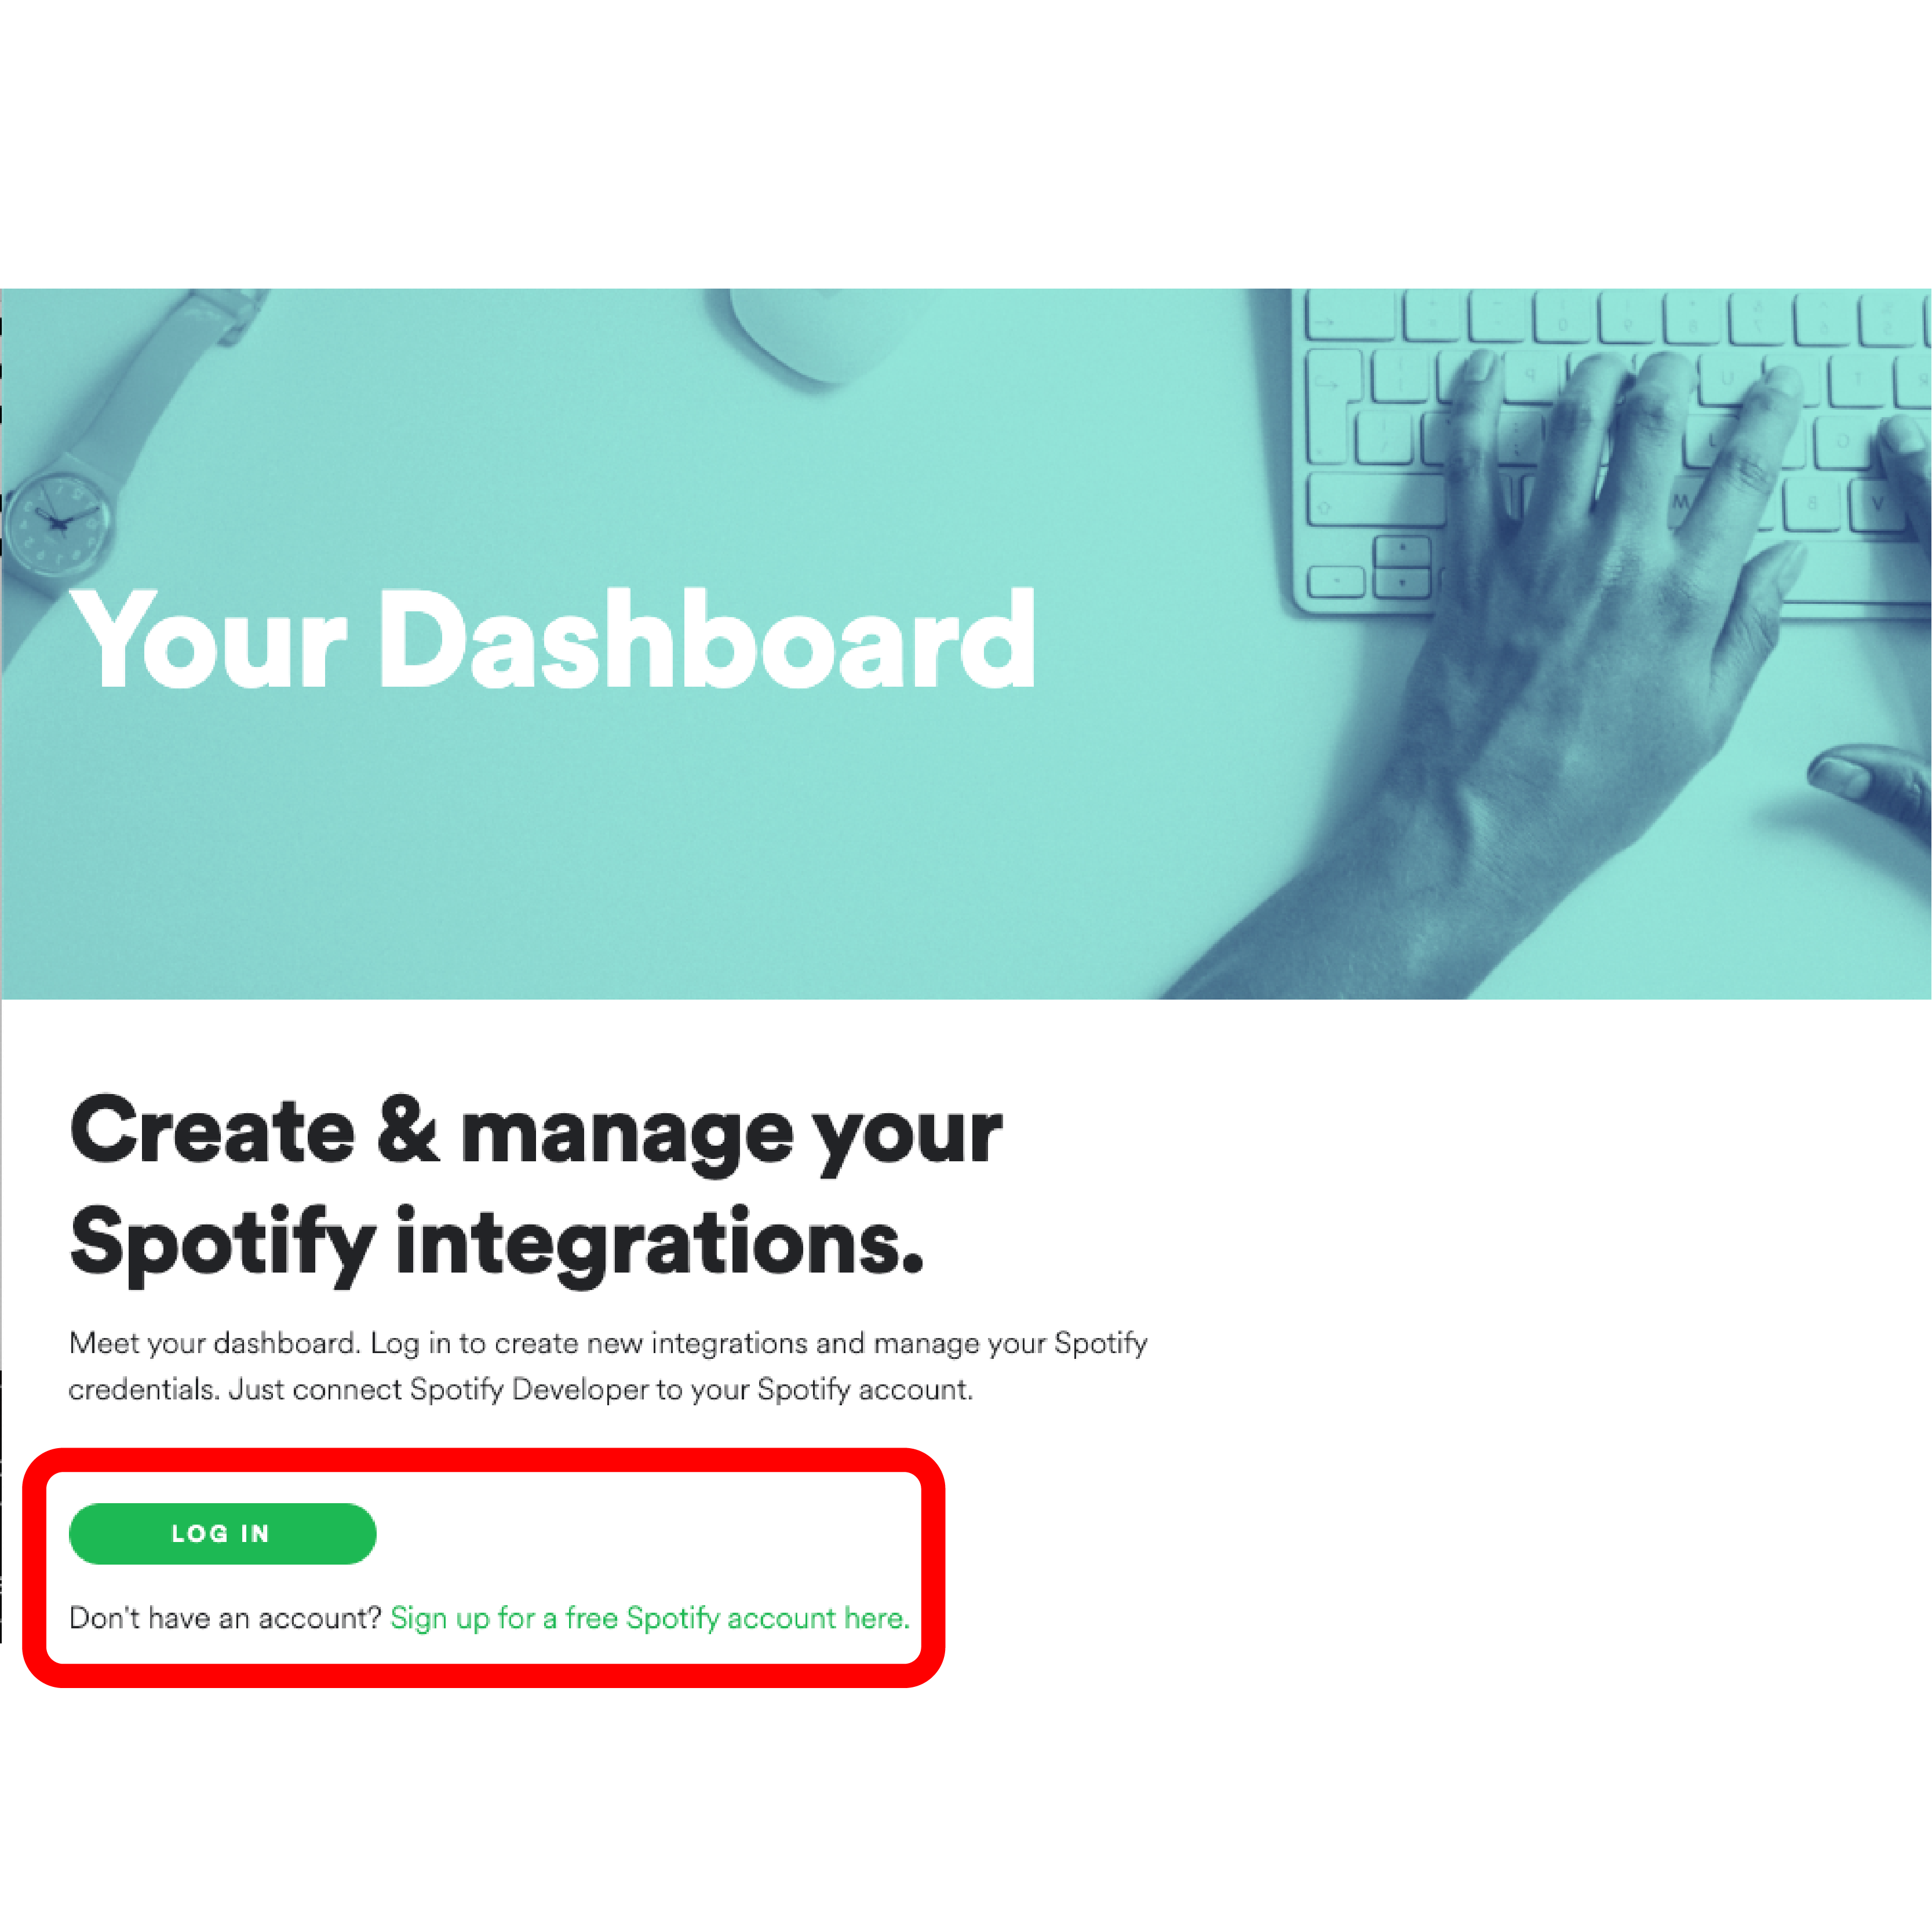 Your Dashboard
Create & manage your
Spotify integrations.
Meet your dashboard. Log in to create new integrations and manage your Spotify
credentials. Just connect Spotify Developer to your Spotify account.
LOG IN
Don't have an account? Sign up for a free Spotify account here.